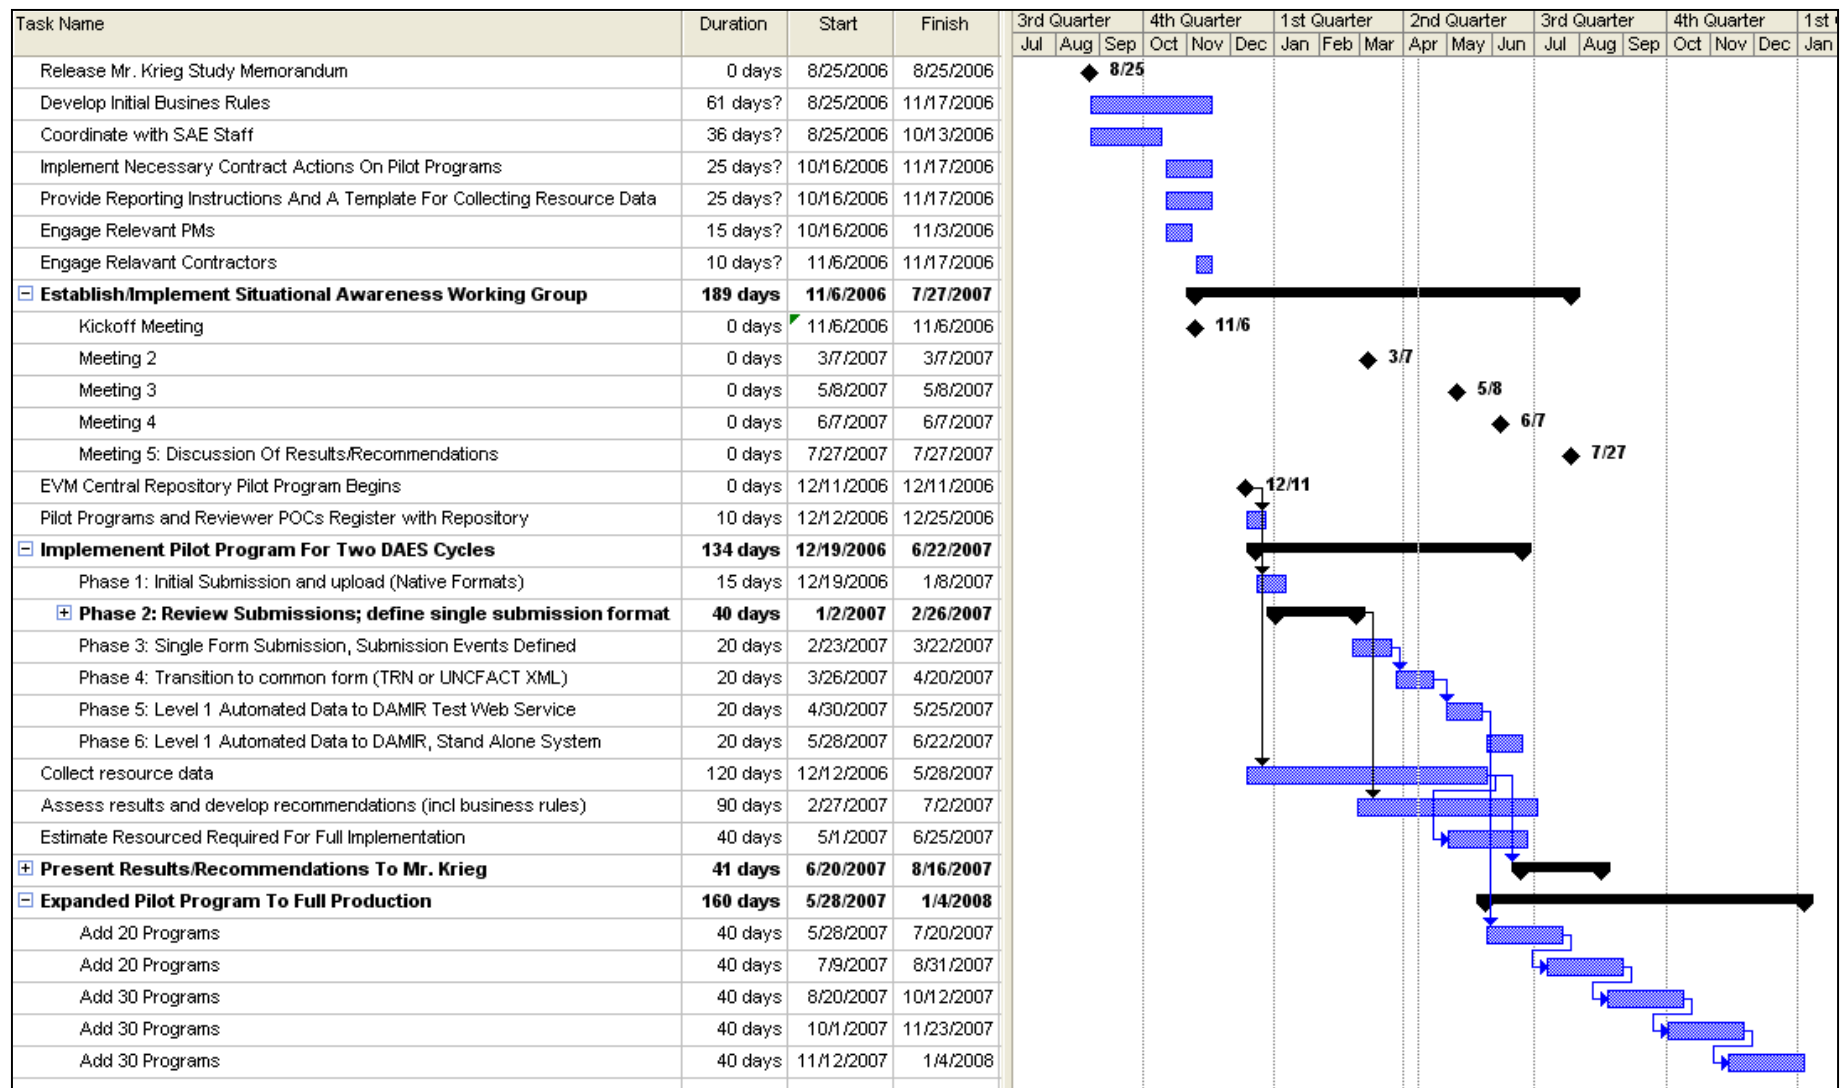 Task Name Duration Start Finish 3rd Quarter 4th Quarter 1st Quarter 2nd Quarter 3rd Quarter 4th Quarter 1st
Jul Aug Sep Oct Nov Dec Jan Feb Mar Apr May Jun Jul Aug Sep Oct Nov Dec Jan
Release Mr. Krieg Study Memorandum 0 days 8/25/2006 8/25/2006 8/25
Develop Initial Busines Rules 61 days? 8/25/2006 11/17/2006
Coordinate with SAE Staff 36 days? 8/25/2006 10/13/2006
Implement Necessary Contract Actions On Pilot Programs 25 days? 10/16/2006 11/17/2006
Provide Reporting Instructions And A Template For Collecting Resource Data 25 days? 10/16/2006 11/17/2006
Engage Relevant PMs 15 days? 10/16/2006 11/3/2006
Engage Relavant Contractors 10 days? 11/6/2006 11/17/2006
Establish/Implement Situational Awareness Working Group 189 days 11/6/2006 7/27/2007
Kickoff Meeting 0 days 11/6/2006 11/6/2006 11/6
Meeting 2 0 days 3/7/2007 3/7/2007 3/7
Meeting 3 0 days 5/8/2007 5/8/2007 5/8
Meeting 4 0 days 6/7/2007 6/7/2007 6/7
Meeting 5: Discussion Of Results/Recommendations 0 days 7/27/2007 7/27/2007 7/27
EVM Central Repository Pilot Program Begins 0 days 12/11/2006 12/11/2006 12/11
Pilot Programs and Reviewer POCs Register with Repository 10 days 12/12/2006 12/25/2006
Implemenent Pilot Program For Two DAES Cycles 134 days 12/19/2006 6/22/2007
Phase 1: Initial Submission and upload (Native Formats) 15 days 12/19/2006 1/8/2007
Phase 2: Review Submissions; define single submission format 40 days 1/2/2007 2/26/2007
Phase 3: Single Form Submission, Submission Events Defined 20 days 2/23/2007 3/22/2007
Phase 4: Transition to common form (TRN or UNCFACT XML) 20 days 3/26/2007 4/20/2007
Phase 5: Level 1 Automated Data to DAMIR Test Web Service 20 days 4/30/2007 5/25/2007
Phase 6: Level 1 Automated Data to DAMIR, Stand Alone System 20 days 5/28/2007 6/22/2007
Collect resource data 120 days 12/12/2006 5/28/2007
Assess results and develop recommendations (incl business rules) 90 days 2/27/2007 7/2/2007
Estimate Resourced Required For Full Implementation 40 days 5/1/2007 6/25/2007
Present Results/Recommendations To Mr. Krieg 41 days 6/20/2007 8/16/2007
Expanded Pilot Program To Full Production 160 days 5/28/2007 1/4/2008
Add 20 Programs 40 days 5/28/2007 7/20/2007
Add 20 Programs 40 days 7/9/2007 8/31/2007
Add 30 Programs 40 days 8/20/2007 10/12/2007
Add 30 Programs 40 days 10/1/2007 11/23/2007
Add 30 Programs 40 days 11/12/2007 1/4/2008